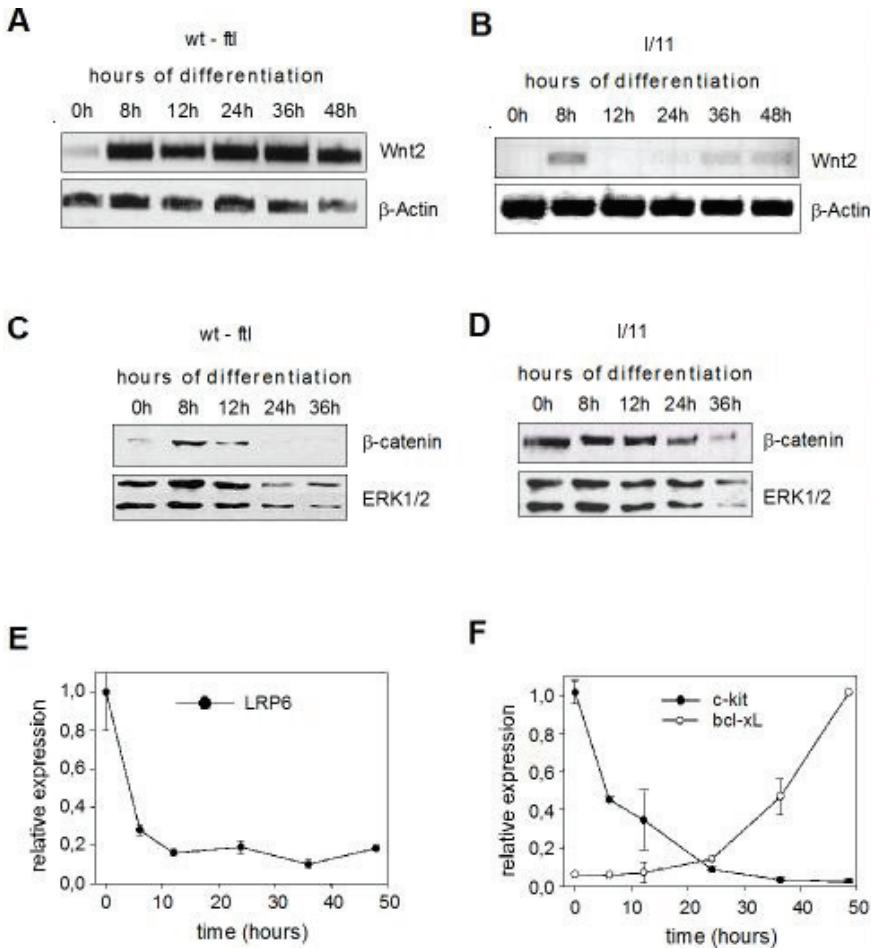 A
wt - ftl
hours of differentiation
0h 8h 12h 24h 36h 48h
Wnt2
β-Actin
B
I/11
hours of differentiation
0h 8h 12h 24h 36h 48h
Wnt2
β-Actin
C
wt - ftl
hours of differentiation
0h 8h 12h 24h 36h
β-catenin
ERK1/2
D
I/11
hours of differentiation
0h 8h 12h 24h 36h
β-catenin
ERK1/2
E
relative expression
1,0
0,8
0,6
0,4
0,2
0,0
LRP6
0 10 20 30 40 50
time (hours)
F
relative expression
1,0
0,8
0,6
0,4
0,2
0,0
c-kit
bcl-xL
0 10 20 30 40 50
time (hours)